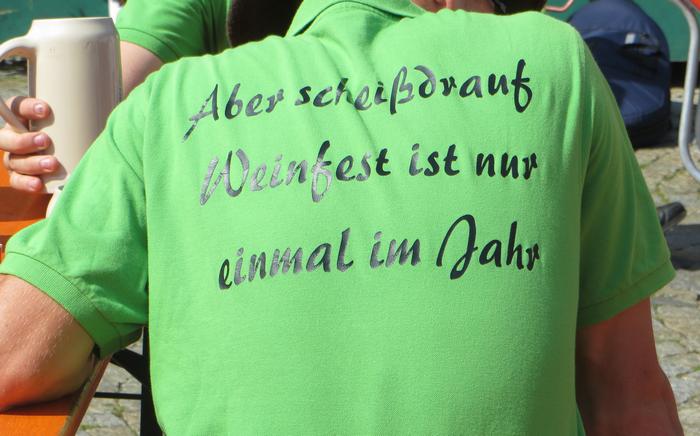 Aber scheißdrauf
Weinfest ist nur
einmal im Jahr